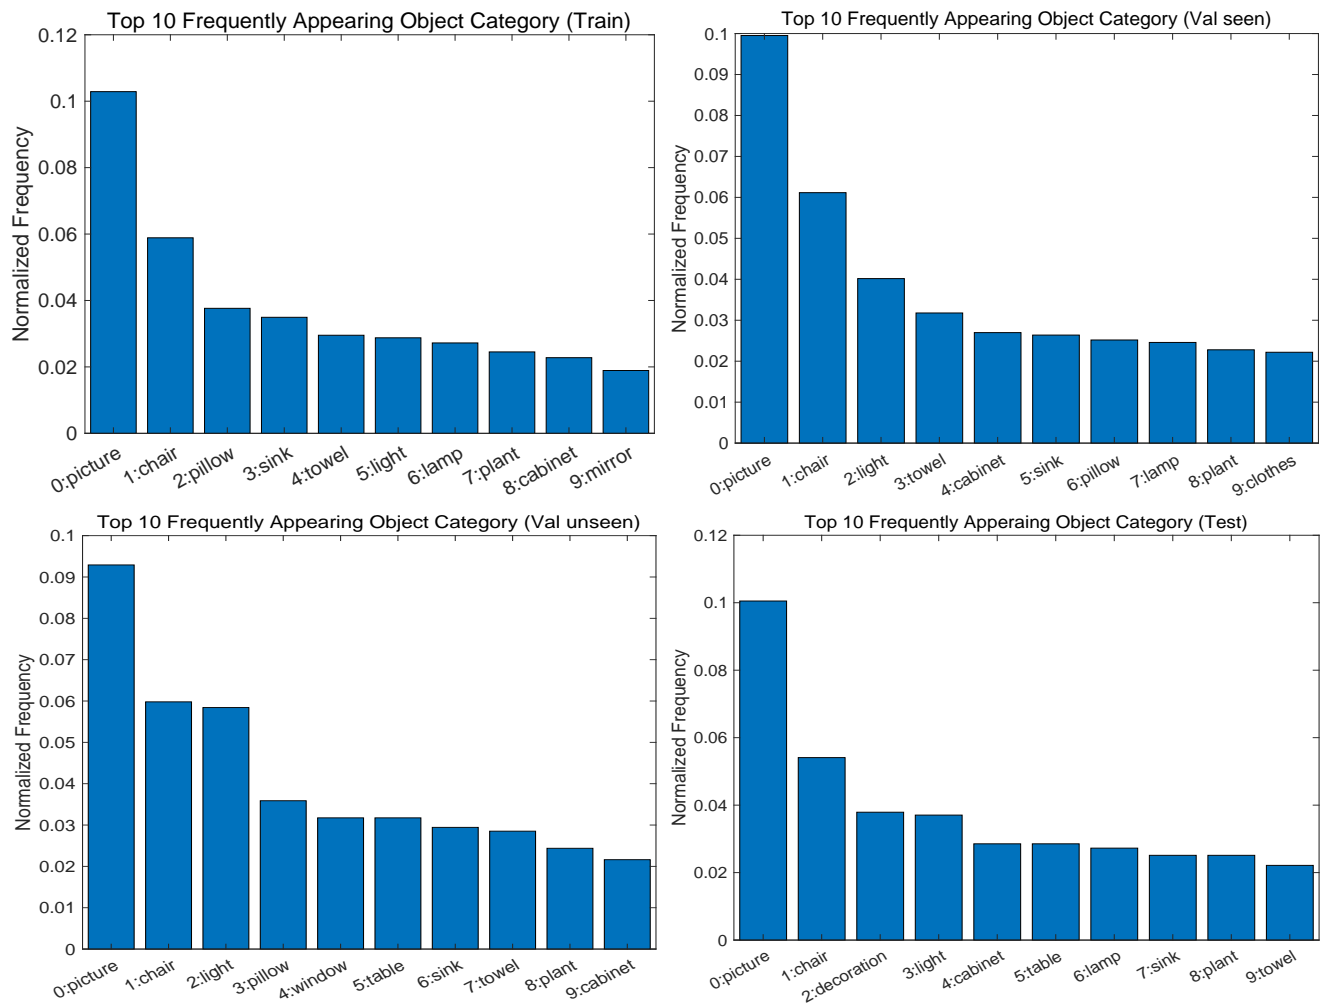 Top 10 Frequently Appearing Object Category (Train)
Normalized Frequency
0.12
0.1
0.08
0.06
0.04
0.02
0
0:picture
1:chair
2:pillow
3:sink
4:towel
5:light
6:lamp
7:plant
8:cabinet
9:mirror
Top 10 Frequently Appearing Object Category (Val seen)
Normalized Frequency
0.1
0.09
0.08
0.07
0.06
0.05
0.04
0.03
0.02
0.01
0
0:picture
1:chair
2:light
3:towel
4:cabinet
5:sink
6:pillow
7:lamp
8:plant
9:clothes
Top 10 Frequently Appearing Object Category (Val unseen)
Normalized Frequency
0.1
0.09
0.08
0.07
0.06
0.05
0.04
0.03
0.02
0.01
0
0:picture
1:chair
2:light
3:pillow
4:window
5:table
6:sink
7:towel
8:plant
9:cabinet
Top 10 Frequently Apperaing Object Category (Test)
Normalized Frequency
0.12
0.1
0.08
0.06
0.04
0.02
0
0:picture
1:chair
2:decoration
3:light
4:cabinet
5:table
6:lamp
7:sink
8:plant
9:towel